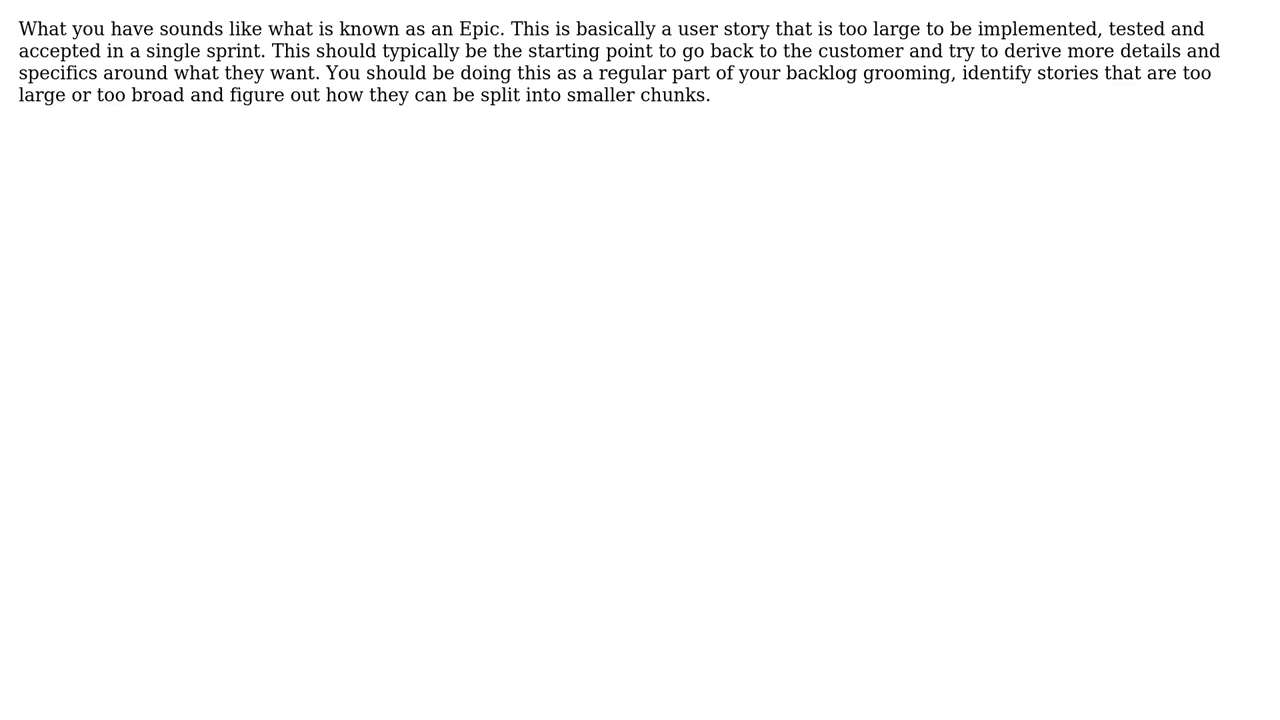 What you have sounds like what is known as an Epic. This is basically a user story that is too large to be implemented, tested and
accepted in a single sprint. This should typically be the starting point to go back to the customer and try to derive more details and
specifics around what they want. You should be doing this as a regular part of your backlog grooming, identify stories that are too
large or too broad and figure out how they can be split into smaller chunks.